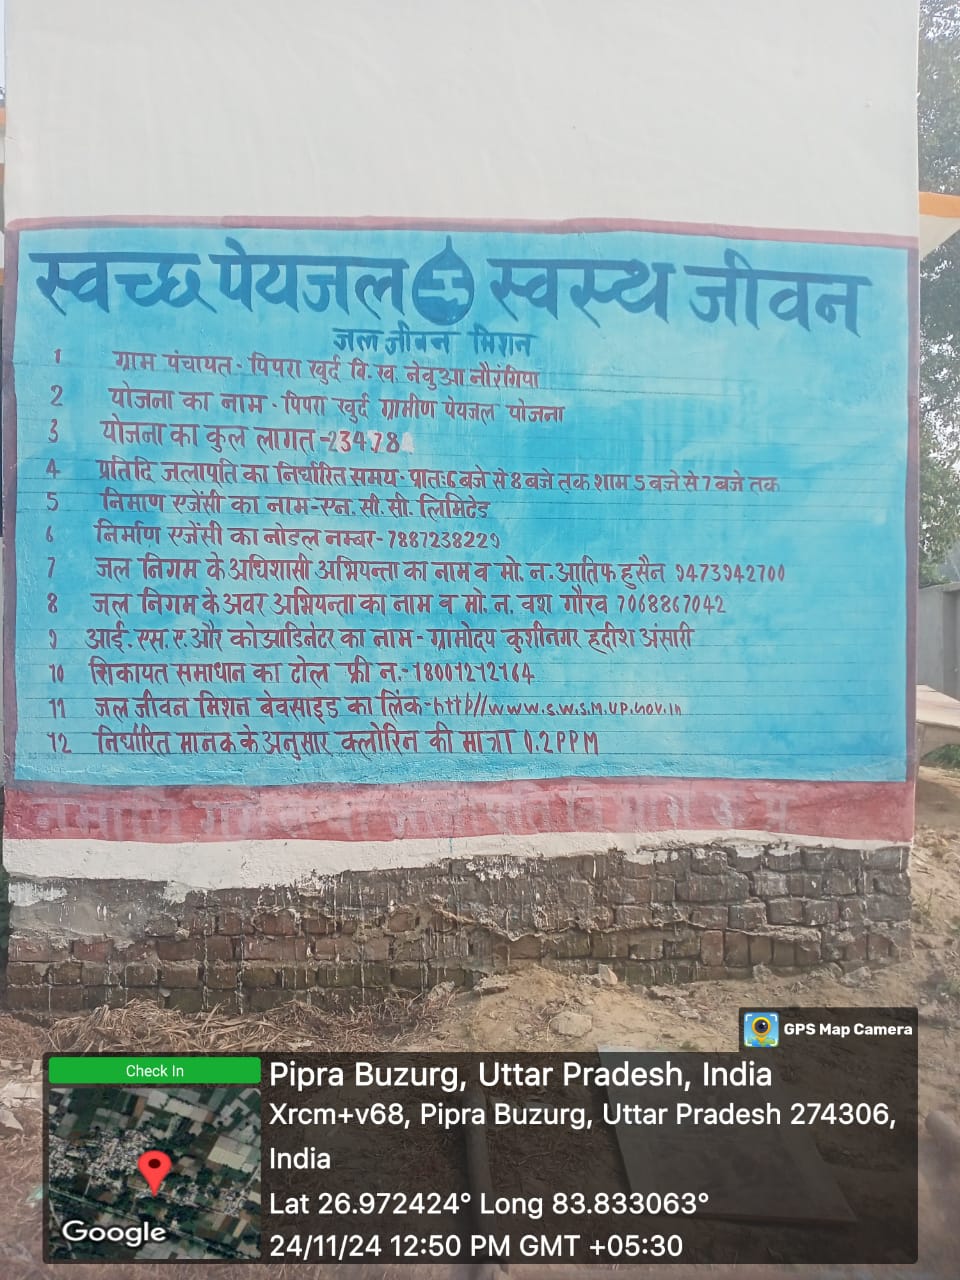 स्वच्छ पेयजल स्वस्थ जीवन
जल जीवन मिशन
1 ग्राम पंचायत- पिपरा खुर्द वि.ख. नेबुआ नौरंगिया
2 योजना का नाम - पिपरा खुर्द ग्रामीण पेयजल योजना
3 योजना का कुल लागत-234.78
4 प्रतिदि जलापूति का निर्धारित समय- प्रातः6 बजे से 8 बजे तक शाम 5 बजे से 7 बजे तक
5 निमाण एजेंसी का नाम-एन. सी. सी. लिमिटेड
6 निर्माण एजेंसी का नोडल नम्बर- 7887238229
7 जल निगम के अधिशासी अभियन्ता का नाम व मो. न. आतिफ हुसैन 9473942700
8 जल निगम के अवर अभियन्ता का नाम व मो. न. यश गौरव 7068867042
9 आई. एस. ए. और कोआडिनेटर का नाम- ग्रामोदय कुशीनगर हदीश अंसारी
10 शिकायत समाधान का टोल फ्री न.- 18001212164
11 जल जीवन मिशन बेवसाइड का लिंक-http//www.s.w.s.m.up.gov.in
12 निर्धारित मानक के अनुसार क्लोरिन की मात्रा 0.2PPM
GPS Map Camera
Check In
Pipra Buzurg, Uttar Pradesh, India
Xrcm+v68, Pipra Buzurg, Uttar Pradesh 274306,
India
Lat 26.972424° Long 83.833063°
24/11/24 12:50 PM GMT +05:30
Google